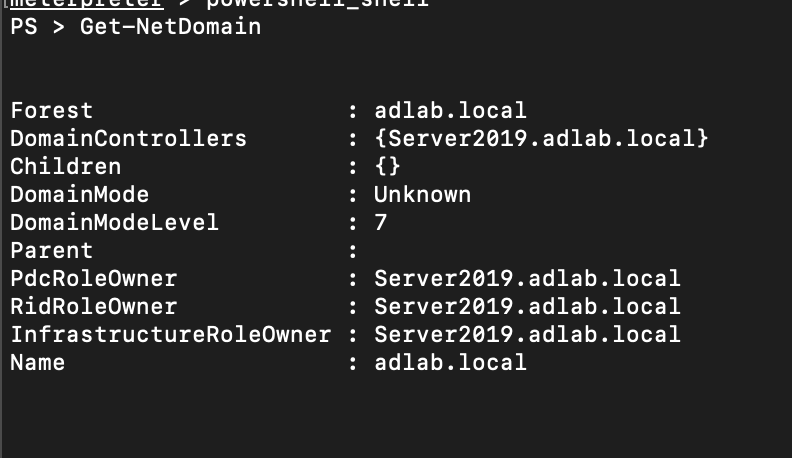 meterpreter > powershell_shell
PS > Get-NetDomain
Forest                  : adlab.local
DomainControllers       : {Server2019.adlab.local}
Children                : {}
DomainMode              : Unknown
DomainModeLevel         : 7
Parent                  :
PdcRoleOwner            : Server2019.adlab.local
RidRoleOwner            : Server2019.adlab.local
InfrastructureRoleOwner : Server2019.adlab.local
Name                    : adlab.local